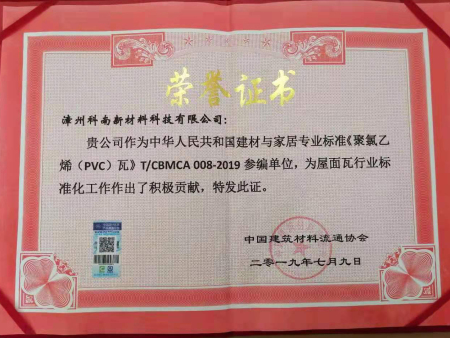 荣誉证书
漳州科南新材料科技有限公司：
贵公司作为中华人民共和国建材与家居专业标准《聚氯乙
烯（PVC）瓦》T/CBMCA 008-2019 参编单位，为屋面瓦行业标
准化工作作出了积极贡献，特发此证。
中国建筑材料流通协会
二零一九年七月九日